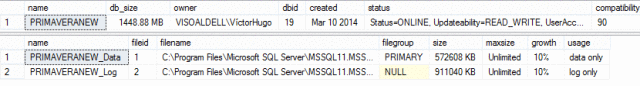 name db_size owner dbid created status compatibility
1 PRIMAVERANEW 1448.88 MB VISOALDELL\VictorHugo 19 Mar 10 2014 Status=ONLINE, Updateability=READ_WRITE, UserAcc... 90
name fileid filename filegroup size maxsize growth usage
1 PRIMAVERANEW_Data 1 C:\Program Files\Microsoft SQL Server\MSSQL11.MSS... PRIMARY 572608 KB Unlimited 10% data only
2 PRIMAVERANEW_Log 2 C:\Program Files\Microsoft SQL Server\MSSQL11.MSS... NULL 911040 KB Unlimited 10% log only